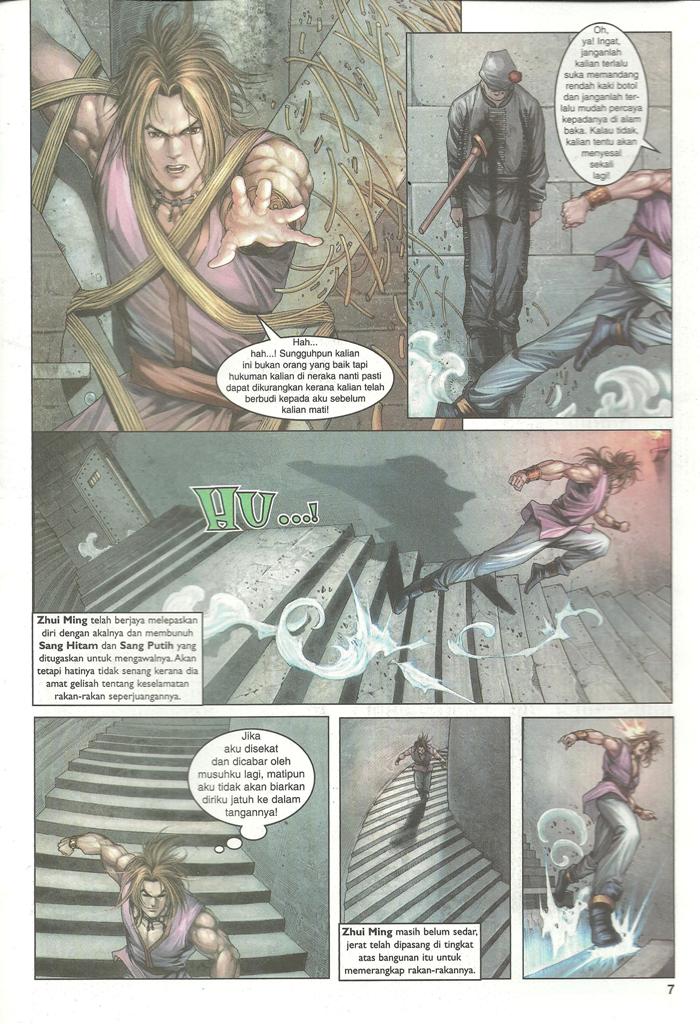 Hah...
hah...! Sungguhpun kalian
ini bukan orang yang baik tapi
hukuman kalian di neraka nanti pasti
dapat dikurangkan kerana kalian telah
berbudi kepada aku sebelum
kalian mati!
Oh,
ya! Ingat,
janganlah
kalian terlalu
suka memandang
rendah kaki botol
dan janganlah ter-
lalu mudah percaya
kepadanya di alam
baka. Kalau tidak,
kalian tentu akan
menyesal
sekali
lagi!
HU...!
Zhui Ming telah berjaya melepaskan
diri dengan akalnya dan membunuh
Sang Hitam dan Sang Putih yang
ditugaskan untuk mengawalnya. Akan
tetapi hatinya tidak senang kerana dia
amat gelisah tentang keselamatan
rakan-rakan seperjuangannya.
Jika
aku disekat
dan dicabar oleh
musuhku lagi, matipun
aku tidak akan biarkan
diriku jatuh ke dalam
tangannya!
Zhui Ming masih belum sedar,
jerat telah dipasang di tingkat
atas bangunan itu untuk
memerangkap rakan-rakannya.
7